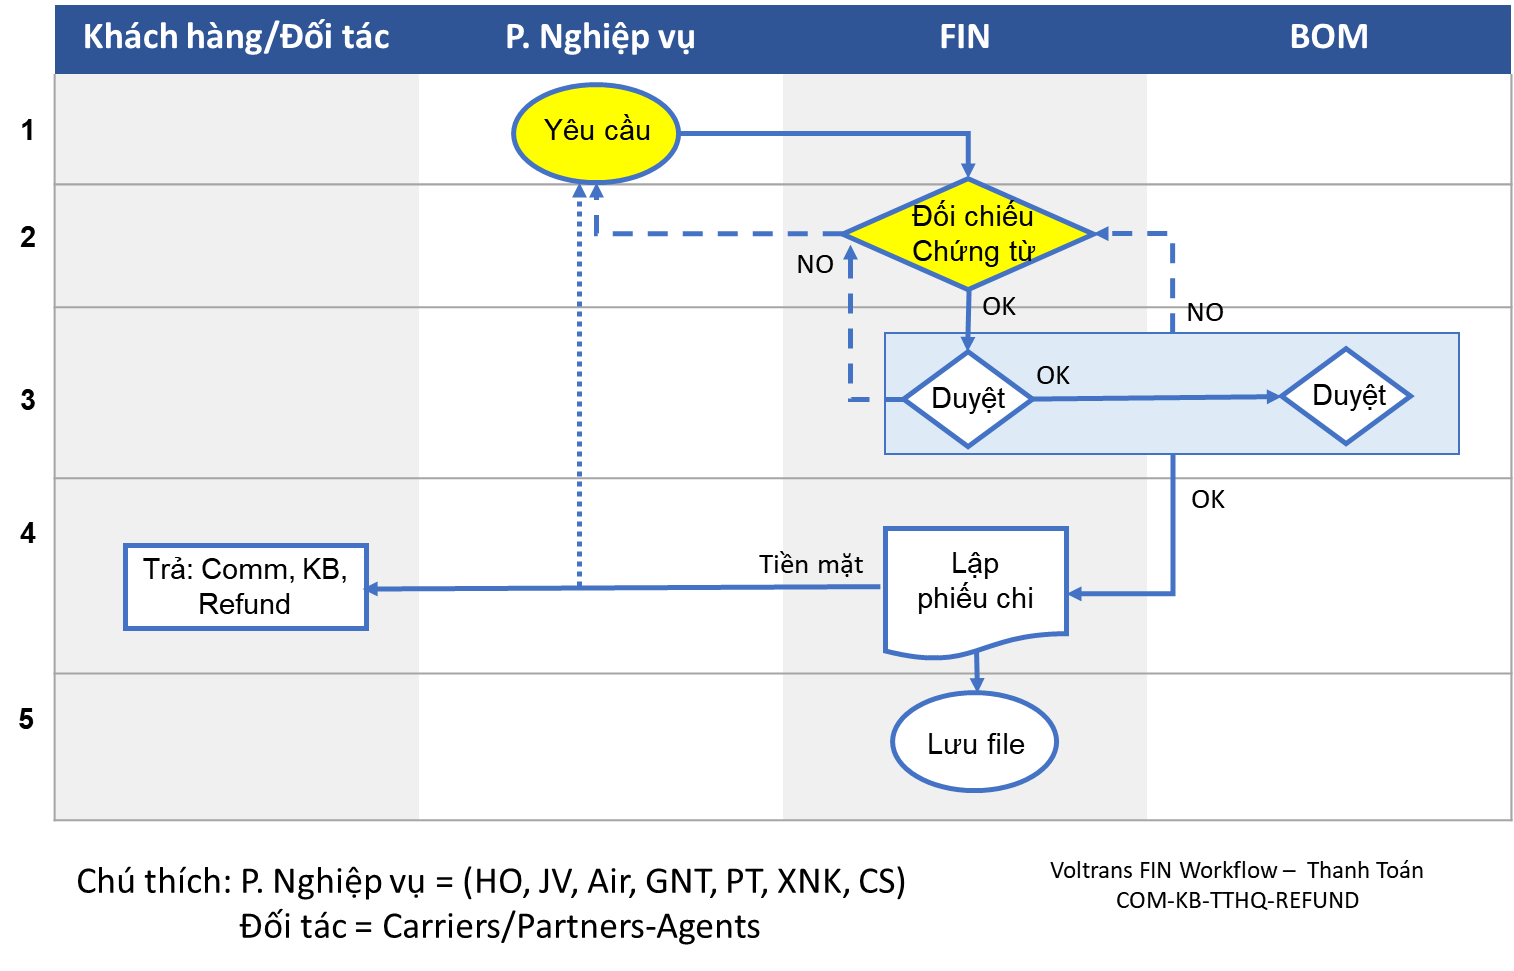 Khách hàng/Đối tác
P. Nghiệp vụ
FIN
BOM
1
Yêu cầu
2
Đối chiếu
Chứng từ
NO
OK
NO
3
Duyệt
OK
Duyệt
OK
4
Trả: Comm, KB,
Refund
Tiền mặt
Lập
phiếu chi
5
Lưu file
Chú thích: P. Nghiệp vụ = (HO, JV, Air, GNT, PT, XNK, CS)
Đối tác = Carriers/Partners-Agents
Voltrans FIN Workflow – Thanh Toán
COM-KB-TTHQ-REFUND